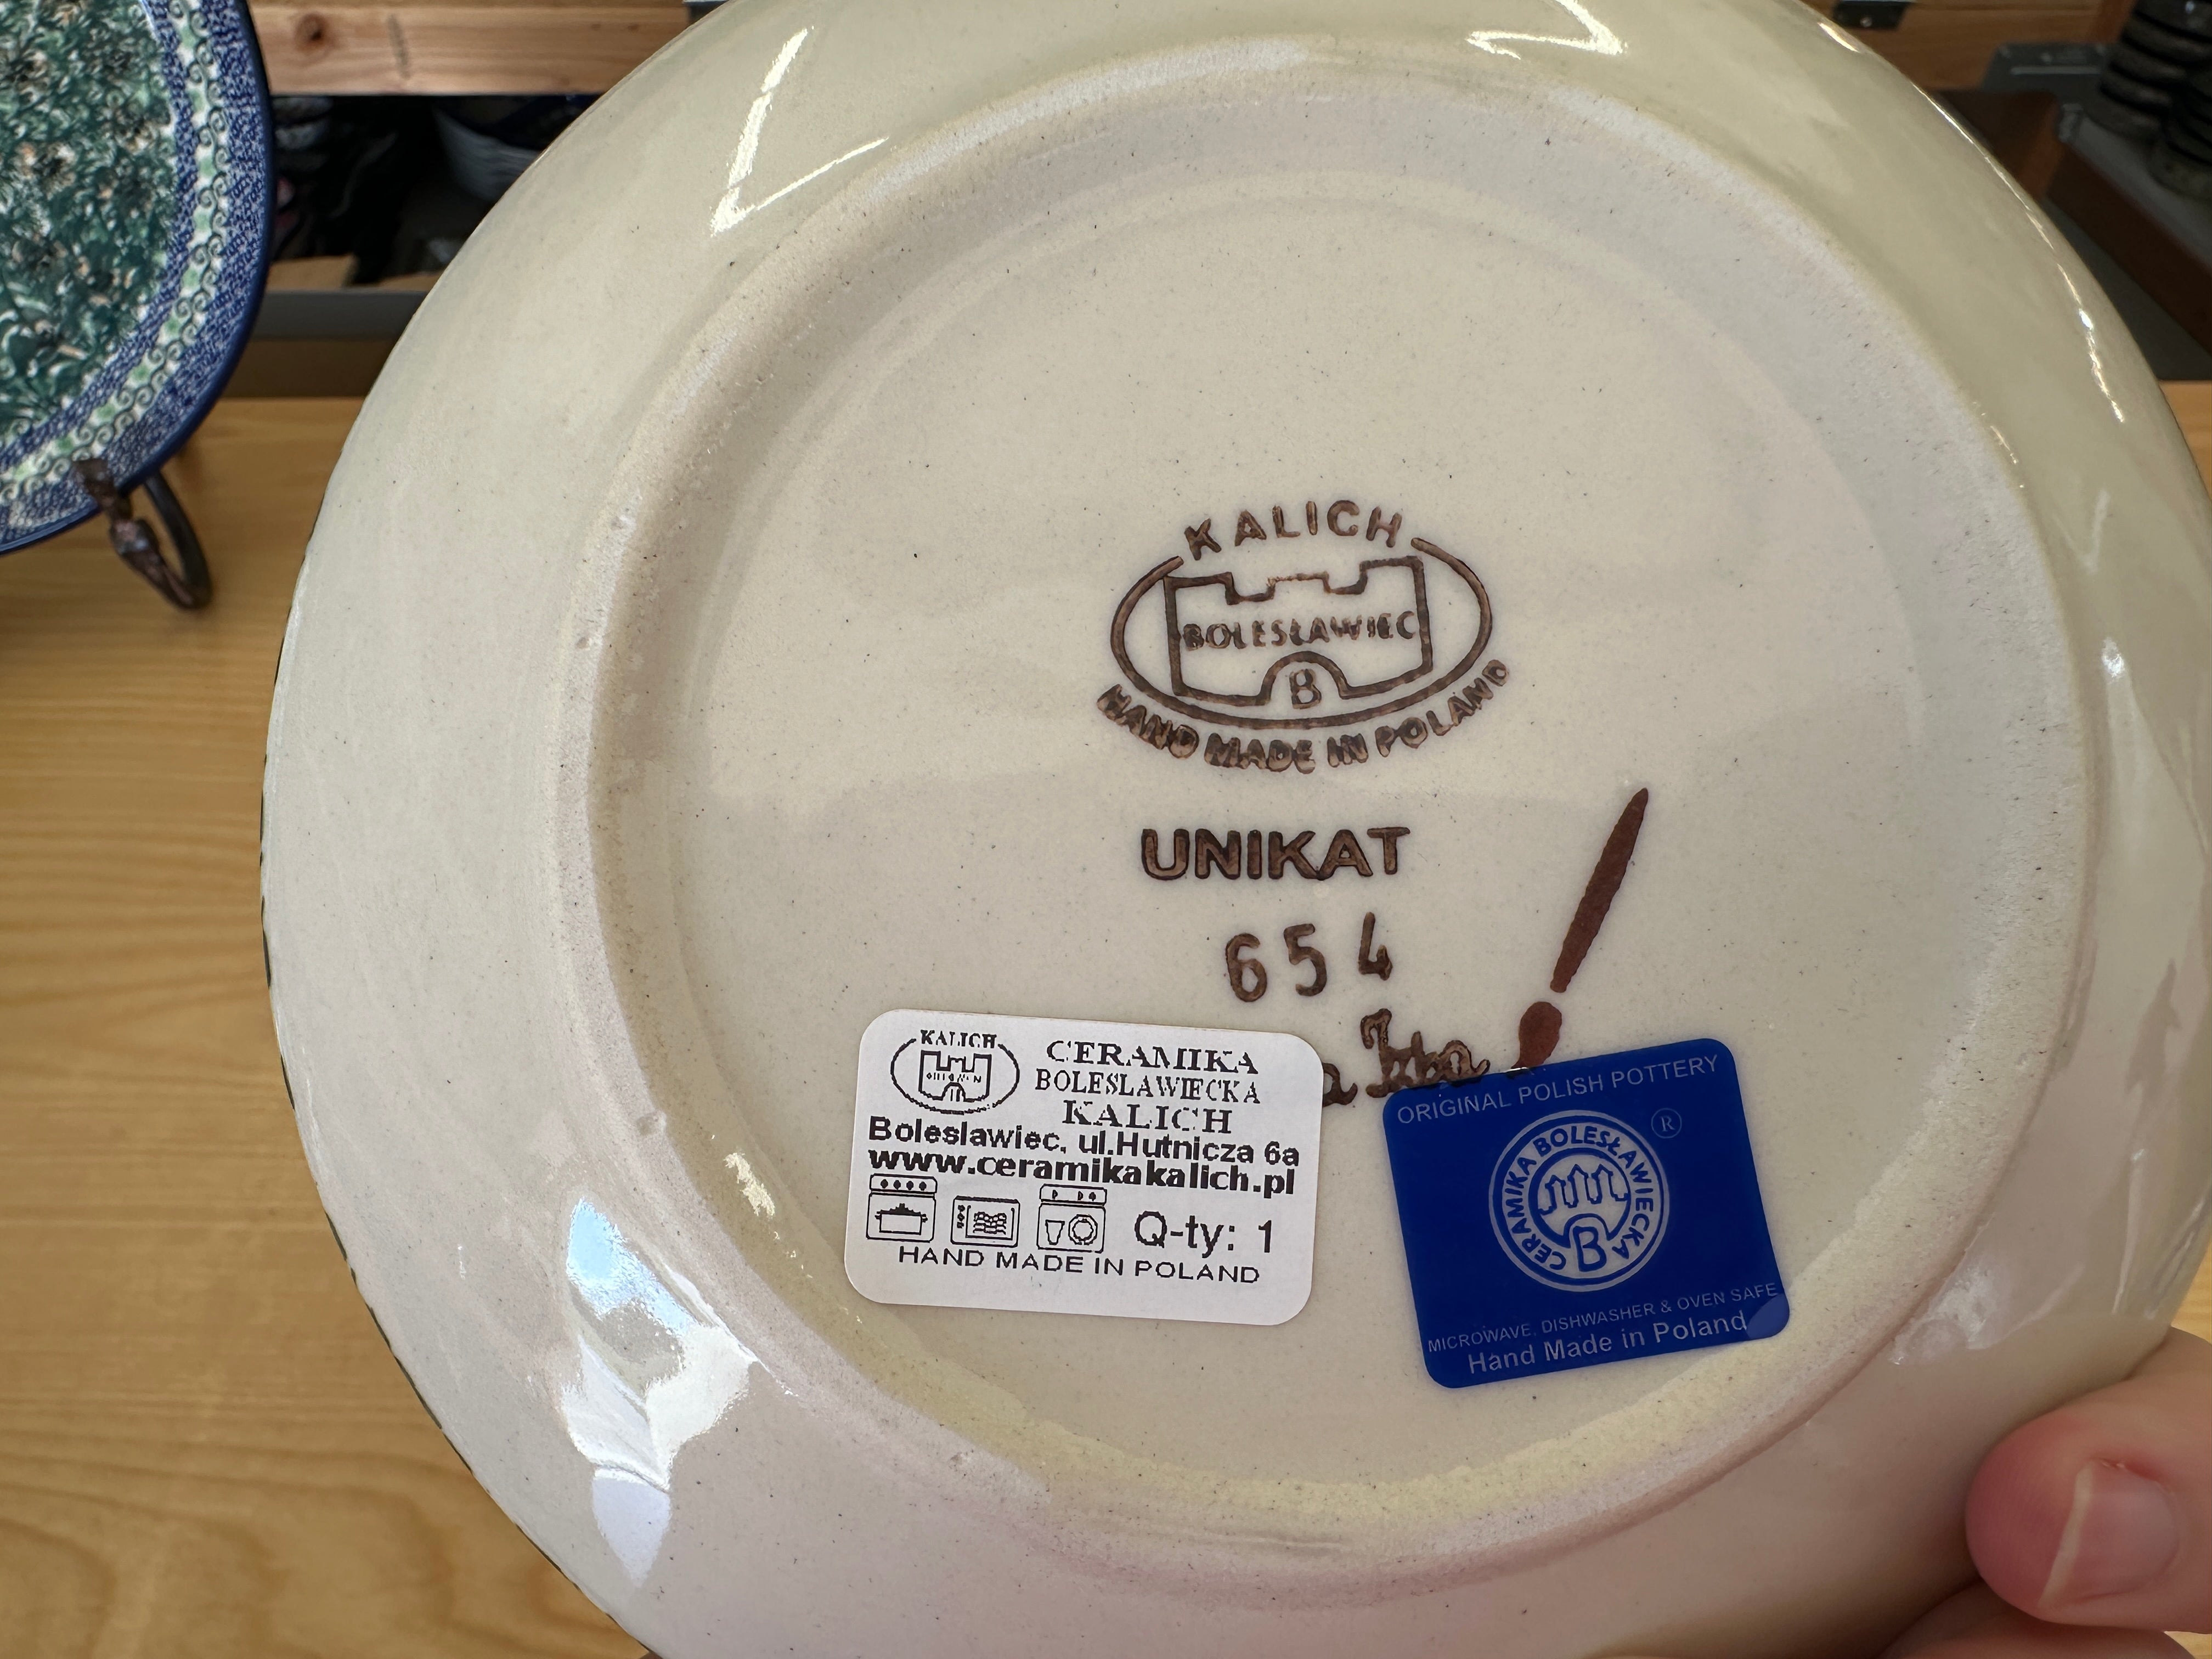 KALICH
BOLESŁAWIEC
B
HAND MADE IN POLAND
UNIKAT
654
KALICH
CERAMIKA
BOLESLAWIECKA
KALICH
Boleslawiec, ul.Hutnicza 6a
www.ceramikakalich.pl
Q-ty: 1
HAND MADE IN POLAND
ORIGINAL POLISH POTTERY
®
CERAMIKA BOLESŁAWIECKA
B
MICROWAVE, DISHWASHER & OVEN SAFE
Hand Made in Poland